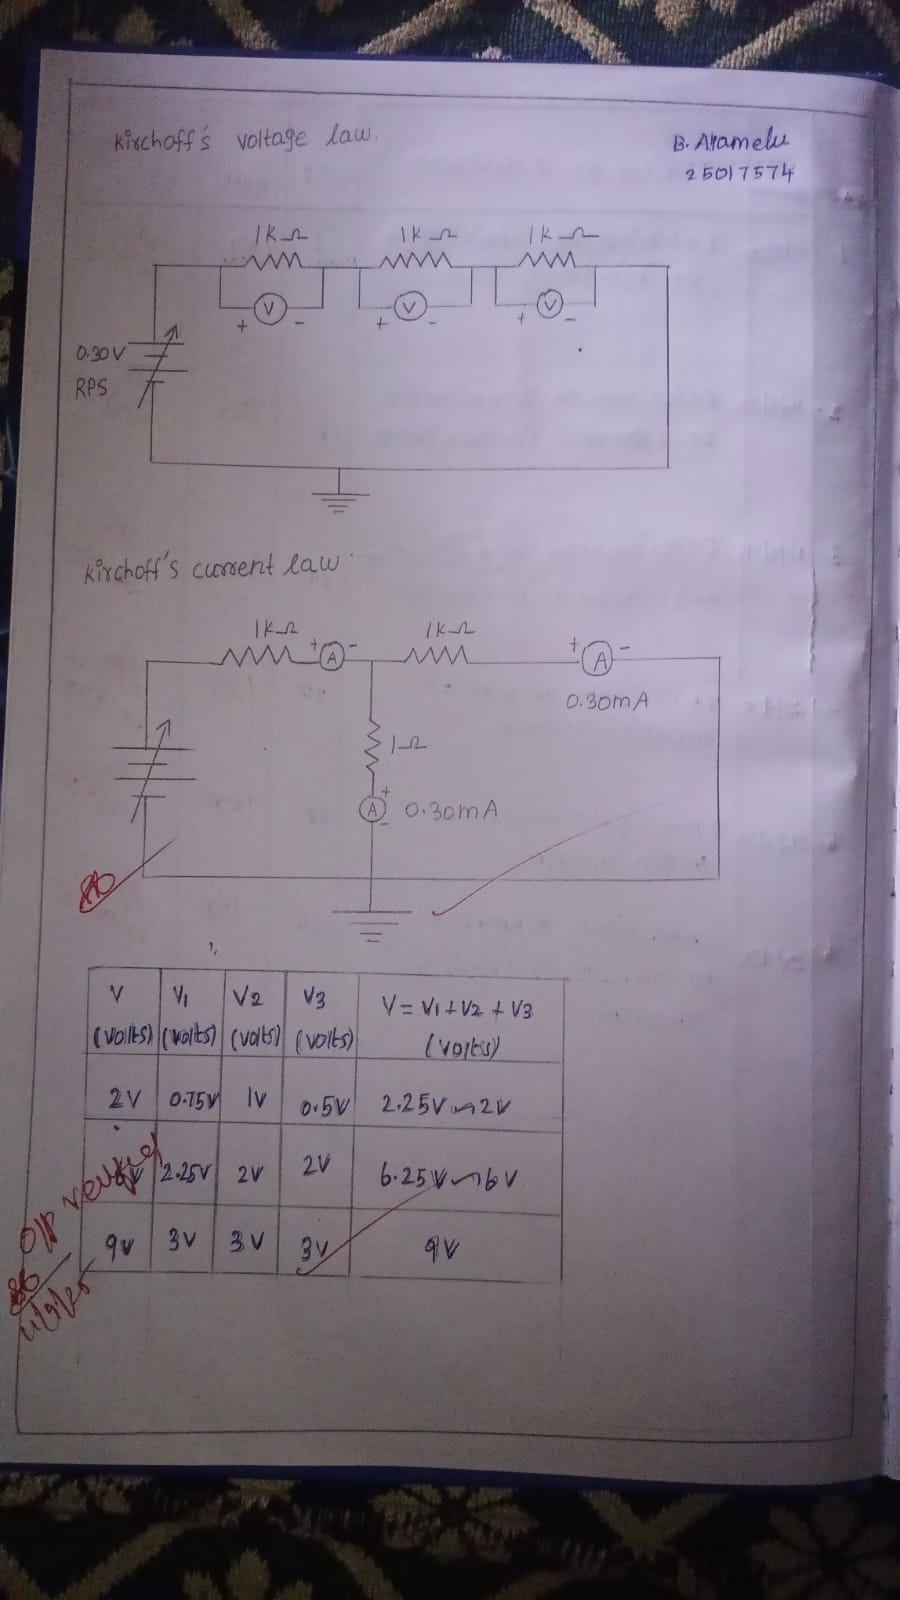 Kirchoff's voltage law.
B. Alamelu
25017574
1KΩ 1KΩ 1KΩ
V V V
+ - + - + -
0.30V
RPS
Kirchoff's current law
1KΩ 1KΩ
+ A - + A -
0.30mA
1Ω
+
A 0.30mA
-
V V1 V2 V3 V = V1 + V2 + V3
(Volts) (Volts) (volts) (volts) (volts)
2V 0.75V 1V 0.5V 2.25V ~ 2V
6V 2.25V 2V 2V 6.25V ~ 6V
9V 3V 3V 3V 9V
O/P verified